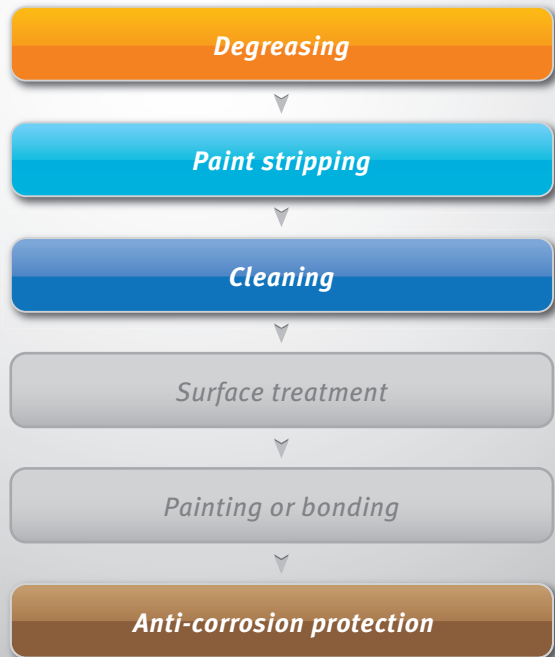 Degreasing
Paint stripping
Cleaning
Surface treatment
Painting or bonding
Anti-corrosion protection